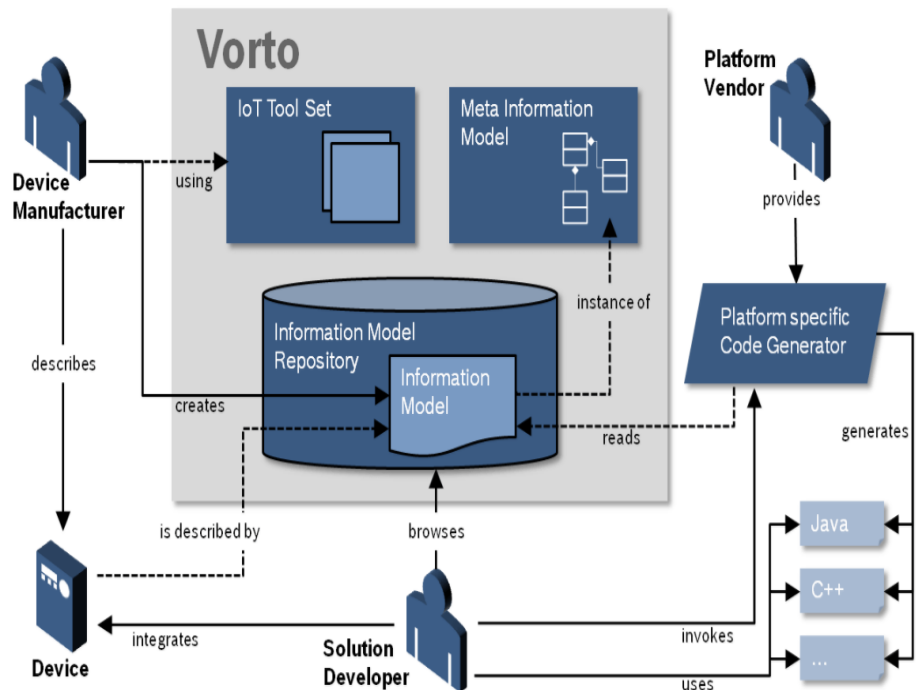 Vorto
Platform
Vendor
IoT Tool Set
Meta Information
Model
using
Device
Manufacturer
provides
instance of
Information Model
Repository
Platform specific
Code Generator
describes
Information
Model
creates
reads
generates
is described by
browses
Java
C++
...
integrates
invokes
Device
Solution
Developer
uses